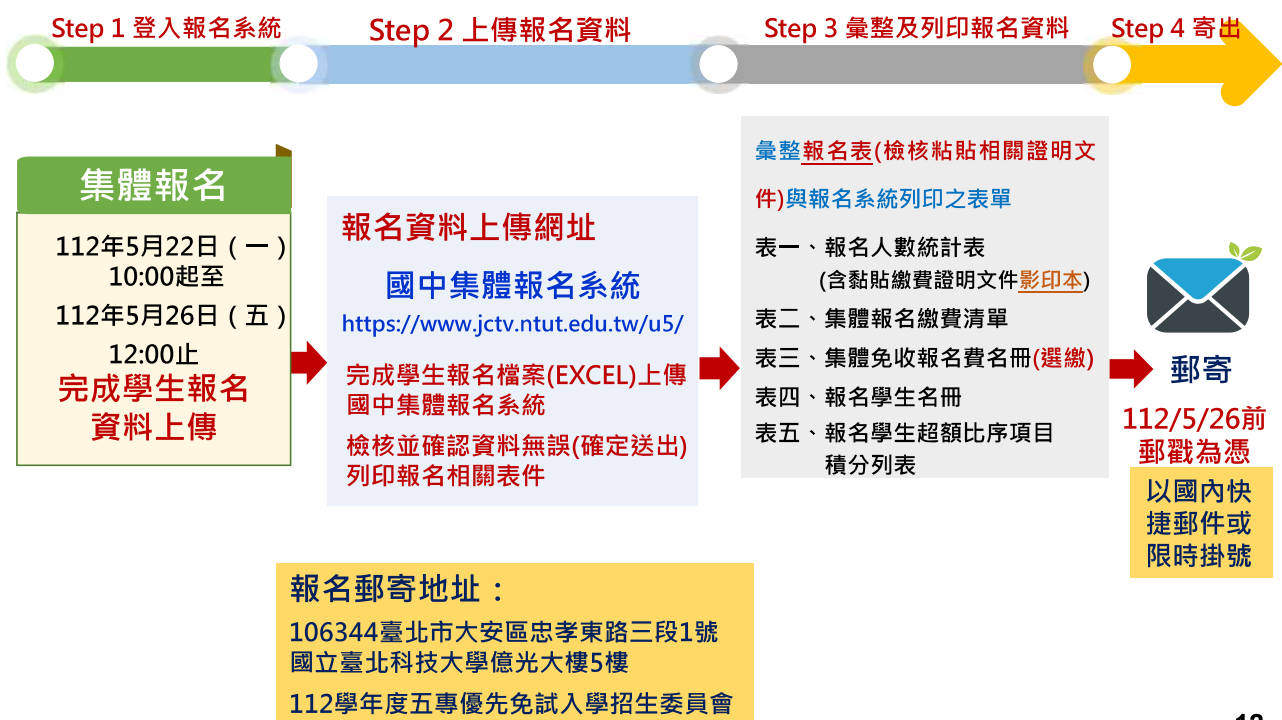 Step 1 登入報名系統
Step 2 上傳報名資料
Step 3 彙整及列印報名資料
Step 4 寄出
集體報名
112年5月22日（一）
10:00起至
112年5月26日（五）
12:00止
完成學生報名
資料上傳
報名資料上傳網址
國中集體報名系統
https://www.jctv.ntut.edu.tw/u5/
完成學生報名檔案(EXCEL)上傳
國中集體報名系統
檢核並確認資料無誤(確定送出)
列印報名相關表件
彙整報名表(檢核粘貼相關證明文
件)與報名系統列印之表單
表一、報名人數統計表
(含黏貼繳費證明文件影印本)
表二、集體報名繳費清單
表三、集體免收報名費名冊(選繳)
表四、報名學生名冊
表五、報名學生超額比序項目
積分列表
郵寄
112/5/26前
郵戳為憑
以國內快
捷郵件或
限時掛號
報名郵寄地址：
106344臺北市大安區忠孝東路三段1號
國立臺北科技大學億光大樓5樓
112學年度五專優先免試入學招生委員會